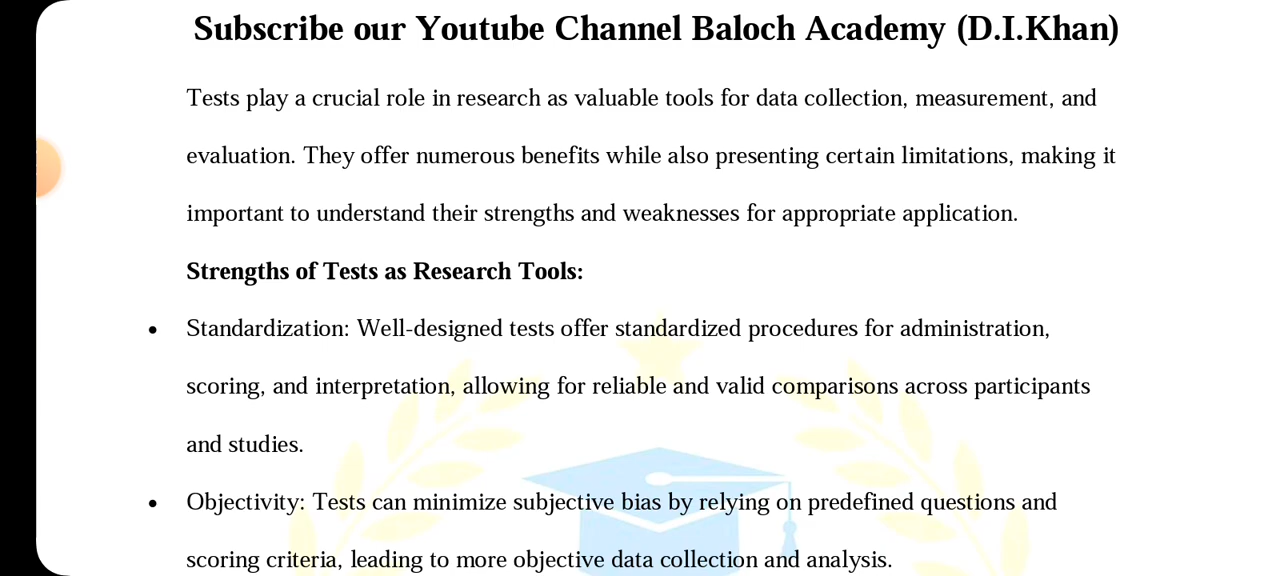 Subscribe our Youtube Channel Baloch Academy (D.I.Khan)
Tests play a crucial role in research as valuable tools for data collection, measurement, and
evaluation. They offer numerous benefits while also presenting certain limitations, making it
important to understand their strengths and weaknesses for appropriate application.
Strengths of Tests as Research Tools:
• Standardization: Well-designed tests offer standardized procedures for administration,
scoring, and interpretation, allowing for reliable and valid comparisons across participants
and studies.
• Objectivity: Tests can minimize subjective bias by relying on predefined questions and
scoring criteria, leading to more objective data collection and analysis.